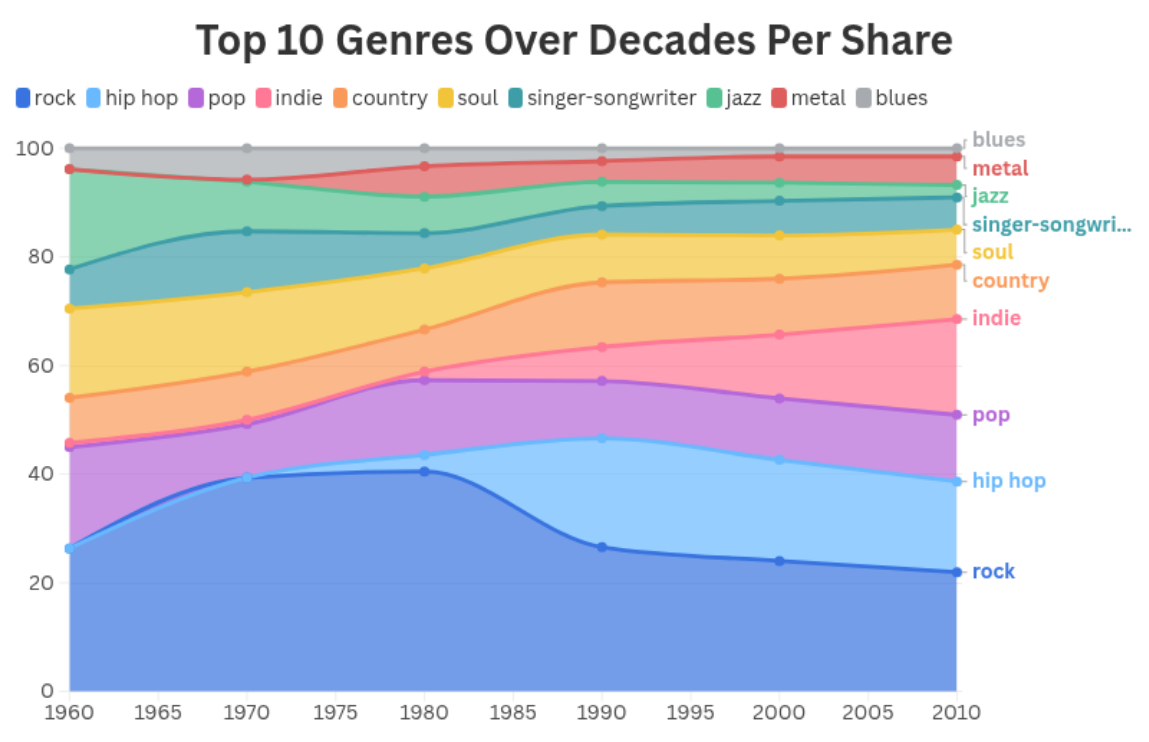 Top 10 Genres Over Decades Per Share
rock hip hop pop indie country soul singer-songwriter jazz metal blues
100
80
60
40
20
0
1960 1965 1970 1975 1980 1985 1990 1995 2000 2005 2010
blues
metal
jazz
singer-songwri...
soul
country
indie
pop
hip hop
rock